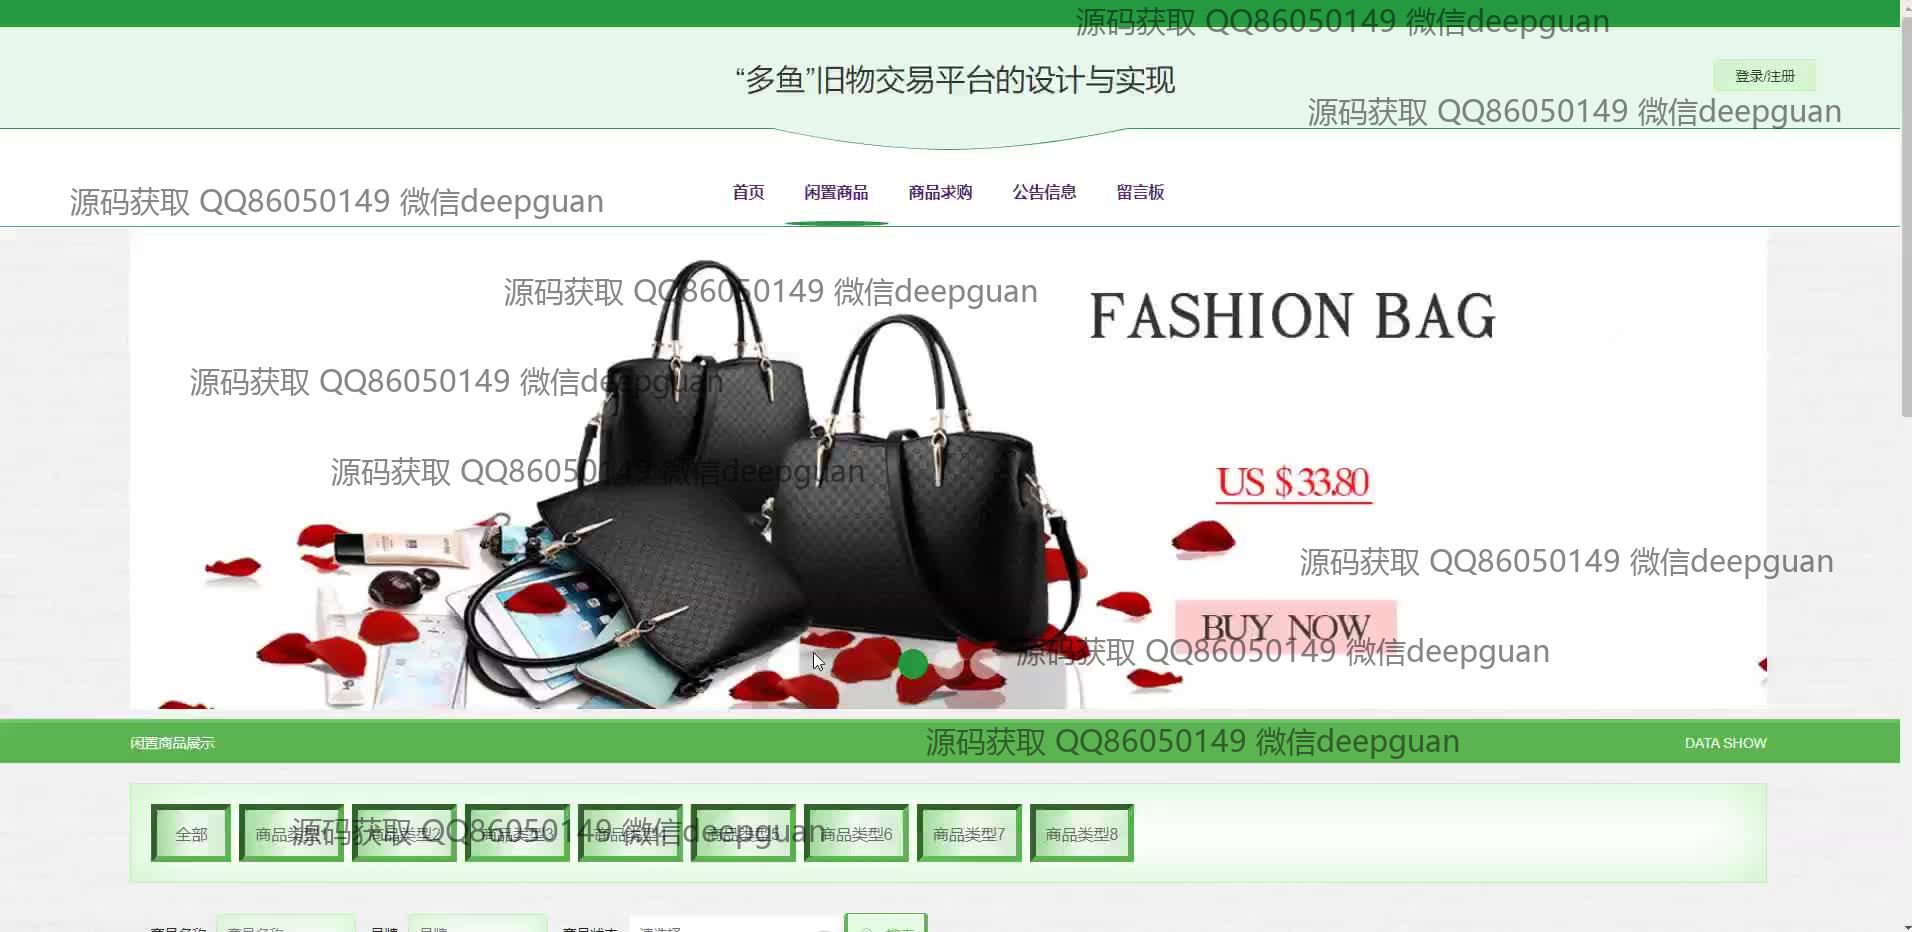 源码获取 QQ86050149 微信deepguan
“多鱼”旧物交易平台的设计与实现
登录/注册
源码获取 QQ86050149 微信deepguan
首页 闲置商品 商品求购 公告信息 留言板
源码获取 QQ86050149 微信deepguan
源码获取 QQ86050149 微信deepguan
FASHION BAG
源码获取 QQ86050149 微信deepguan
源码获取 QQ86050149 微信deepguan
US $33.80
源码获取 QQ86050149 微信deepguan
BUY NOW
源码获取 QQ86050149 微信deepguan
闲置商品展示
源码获取 QQ86050149 微信deepguan
DATA SHOW
全部 商品类型1 商品类型2 商品类型3 商品类型4 商品类型5 商品类型6 商品类型7 商品类型8
源码获取 QQ86050149 微信deepguan